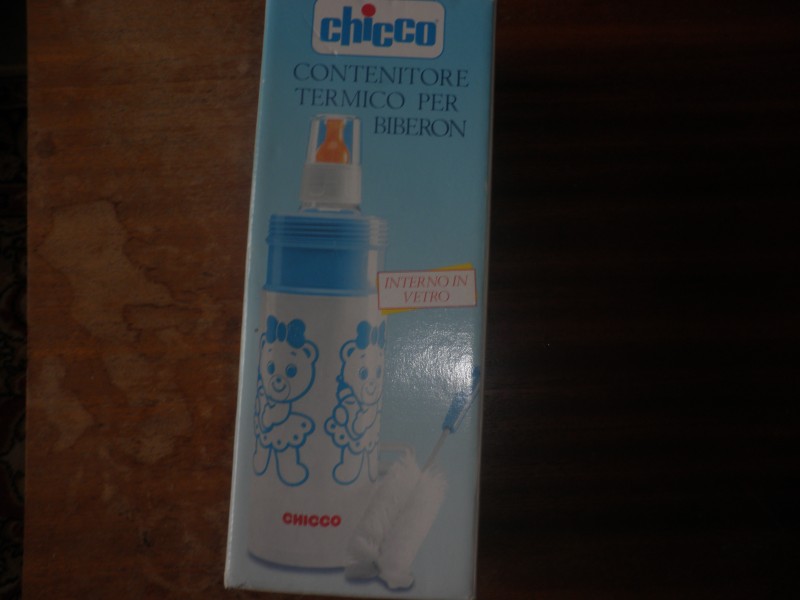 chicco
CONTENITORE
TERMICO PER
BIBERON
INTERNO IN
VETRO
CHICCO